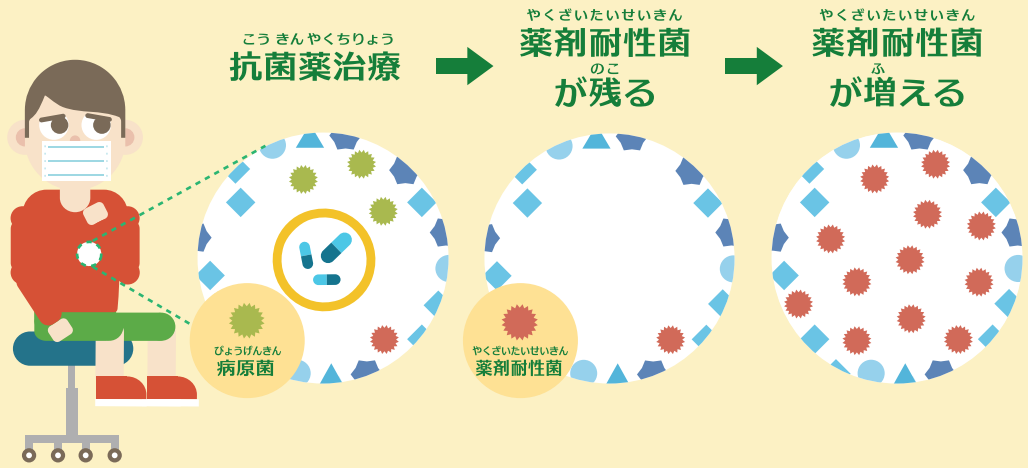 こう きん やくちりょう
抗菌薬治療
やくざいたいせいきん
薬剤耐性菌
のこ
が残る
やくざいたいせいきん
薬剤耐性菌
ふ
が増える
びょうげんきん
病原菌
やくざいたいせいきん
薬剤耐性菌